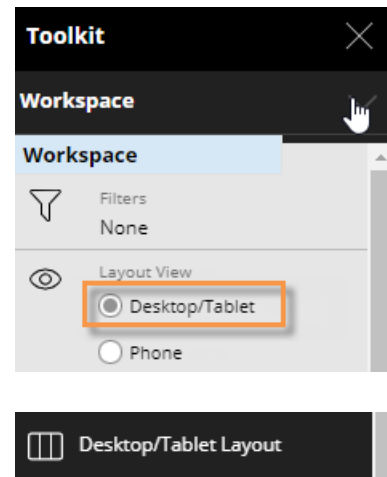 Toolkit
Workspace
Workspace
Filters
None
Layout View
Desktop/Tablet
Phone
Desktop/Tablet Layout